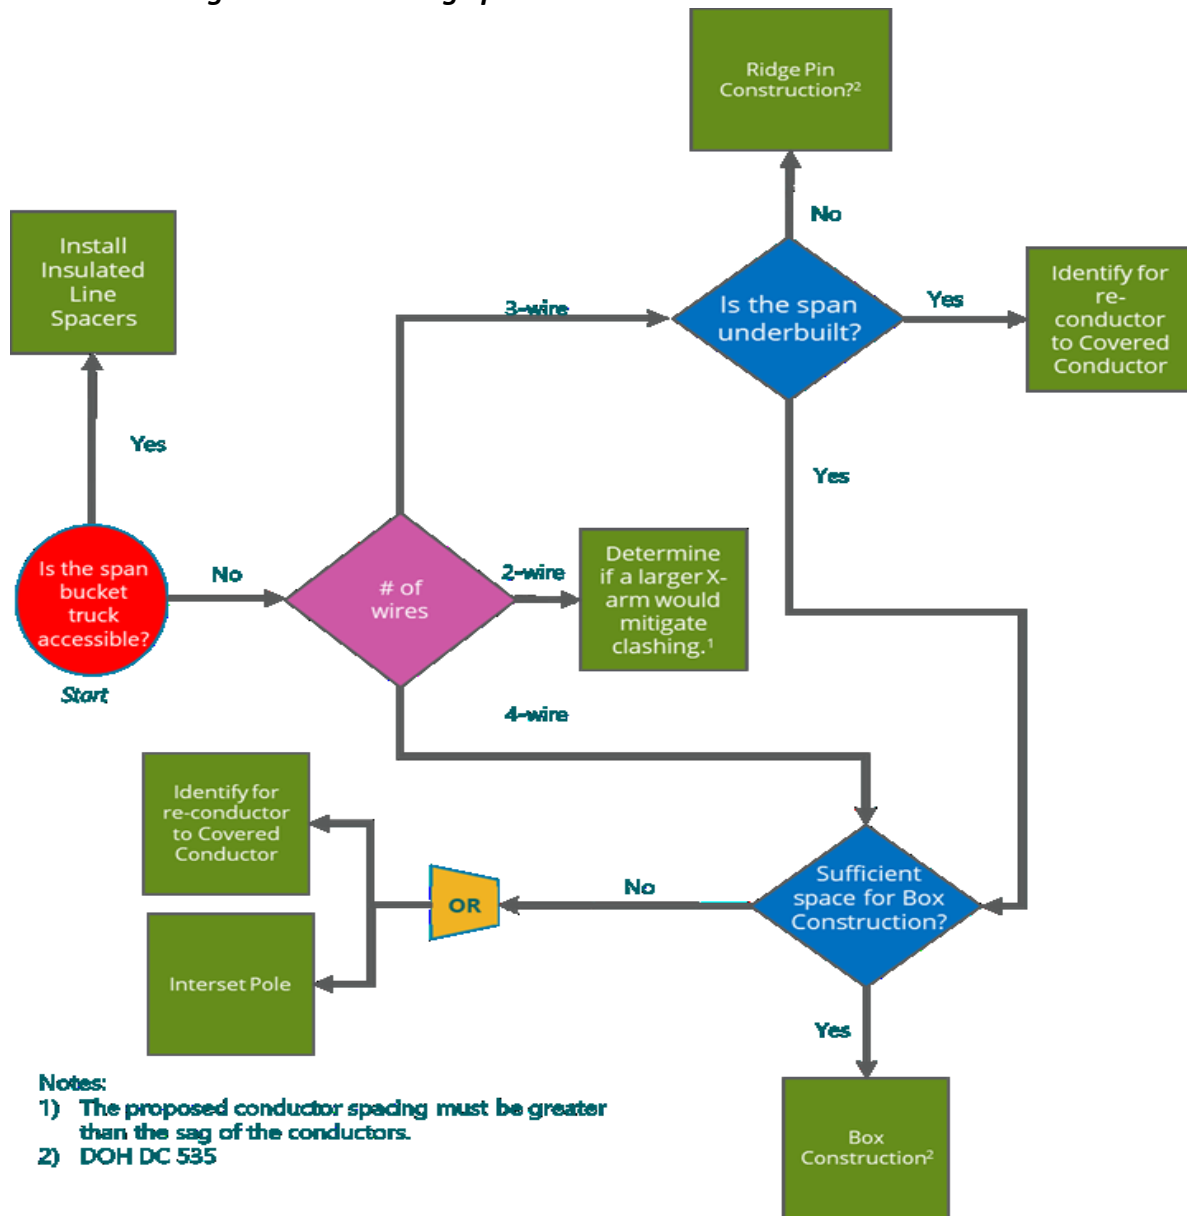 Ridge Pin
Construction?²
No
Install
Insulated
Line
Spacers
Identify for
re-
conductor
to Covered
Conductor
Yes
Is the span
underbuilt?
3-wire
Yes
Yes
Is the span
bucket
truck
accessible?
Start
No
# of
wires
2-wire
Determine
if a larger X-
arm would
mitigate
clashing.¹
4-wire
Identify for
re-conductor
to Covered
Conductor
Sufficient
space for Box
Construction?
No
OR
Interset Pole
Yes
Notes:
1) The proposed conductor spacing must be greater
than the sag of the conductors.
2) DOH DC 535
Box
Construction²